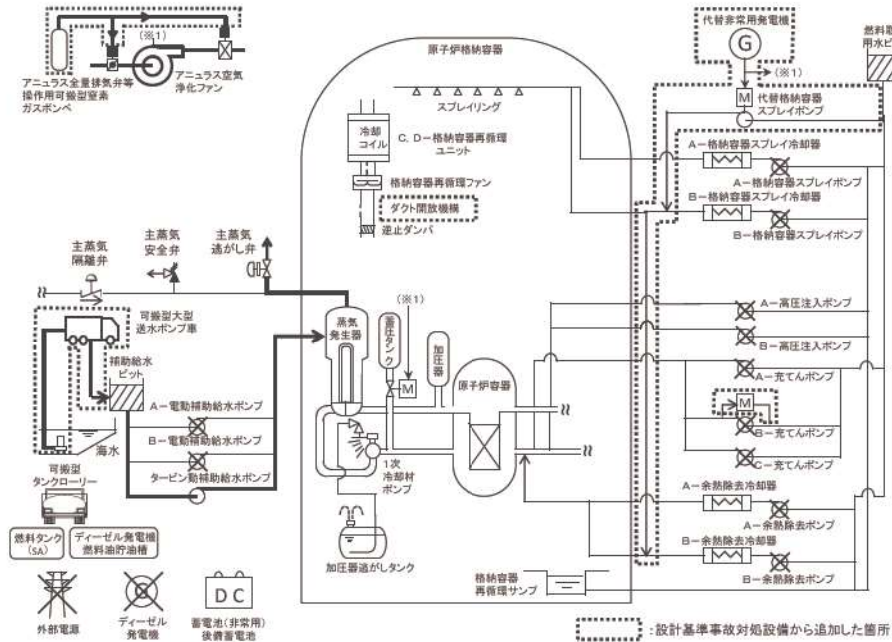 (※1)
アニュラス全量排気弁等
操作用可搬型窒素
ガスボンベ
アニュラス空気
浄化ファン
原子炉格納容器
スプレイリング
冷却
コイル
C,D-格納容器再循環
ユニット
格納容器再循環ファン
ダクト開放機構
逆止ダンパ
代替非常用発電機
G
(※1)
M
代替格納容器
スプレイポンプ
燃料取
用水ピ
A-格納容器スプレイ冷却器
A-格納容器スプレイポンプ
B-格納容器スプレイ冷却器
B-格納容器スプレイポンプ
主蒸気
隔離弁
主蒸気
安全弁
主蒸気
逃がし弁
可搬型大型
送水ポンプ車
補助給水
ピット
海水
A-電動補助給水ポンプ
B-電動補助給水ポンプ
タービン動補助給水ポンプ
蒸気
発生器
蓄圧タンク
(※1)
M
加圧器
原子炉容器
1次
冷却材
ポンプ
加圧器逃がしタンク
格納容器
再循環サンプ
A-高圧注入ポンプ
B-高圧注入ポンプ
A-充てんポンプ
M
B-充てんポンプ
C-充てんポンプ
A-余熱除去冷却器
A-余熱除去ポンプ
B-余熱除去冷却器
B-余熱除去ポンプ
可搬型
タンクローリー
燃料タンク
(SA)
ディーゼル発電機
燃料油貯油槽
外部電源
ディーゼル
発電機
DC
蓄電池(非常用)
後備蓄電池
:設計基準事故対処設備から追加した箇所